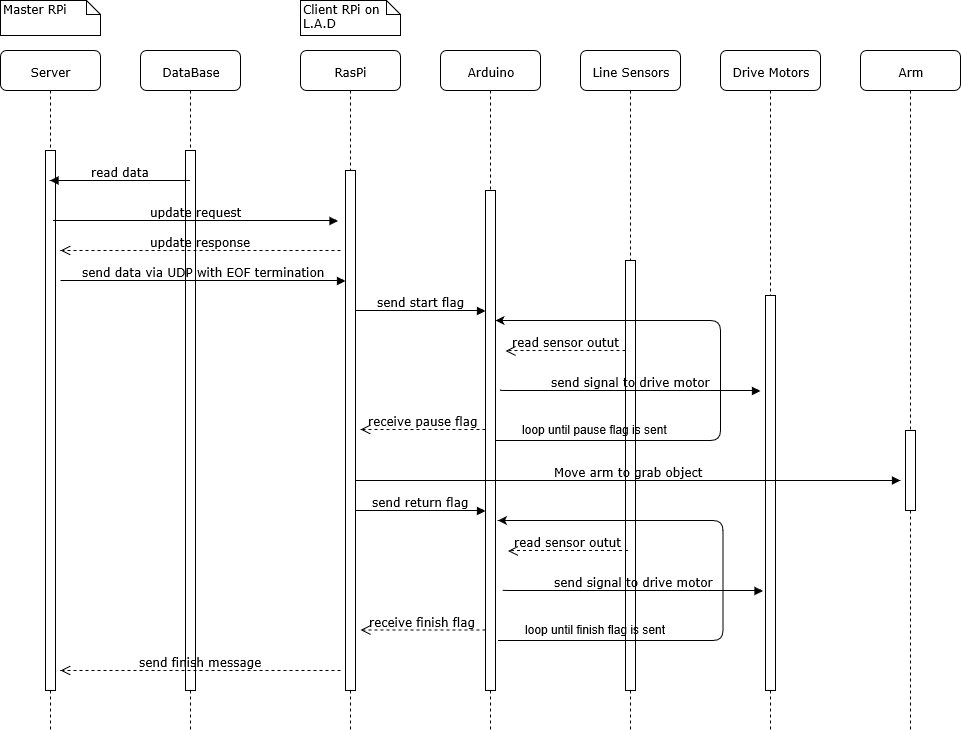 Master RPi
Client RPi on
L.A.D
Server
DataBase
RasPi
Arduino
Line Sensors
Drive Motors
Arm
read data
update request
update response
send data via UDP with EOF termination
send start flag
read sensor outut
send signal to drive motor
receive pause flag
loop until pause flag is sent
Move arm to grab object
send return flag
read sensor outut
send signal to drive motor
receive finish flag
loop until finish flag is sent
send finish message